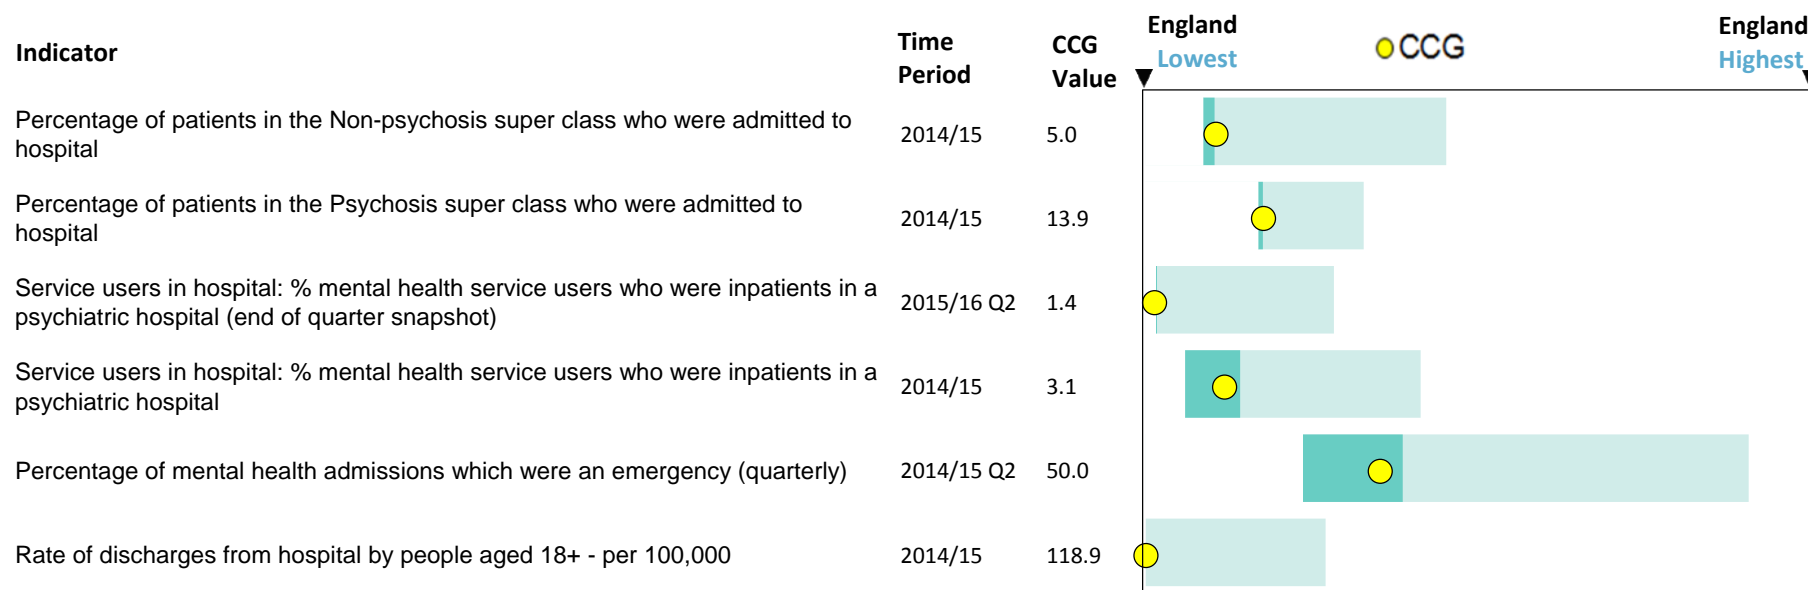 Indicator
Time
Period
CCG
Value
England
Lowest
CCG
England
Highest
Percentage of patients in the Non-psychosis super class who were admitted to
hospital
2014/15
5.0
Percentage of patients in the Psychosis super class who were admitted to
hospital
2014/15
13.9
Service users in hospital: % mental health service users who were inpatients in a
psychiatric hospital (end of quarter snapshot)
2015/16 Q2
1.4
Service users in hospital: % mental health service users who were inpatients in a
psychiatric hospital
2014/15
3.1
Percentage of mental health admissions which were an emergency (quarterly)
2014/15 Q2
50.0
Rate of discharges from hospital by people aged 18+ - per 100,000
2014/15
118.9